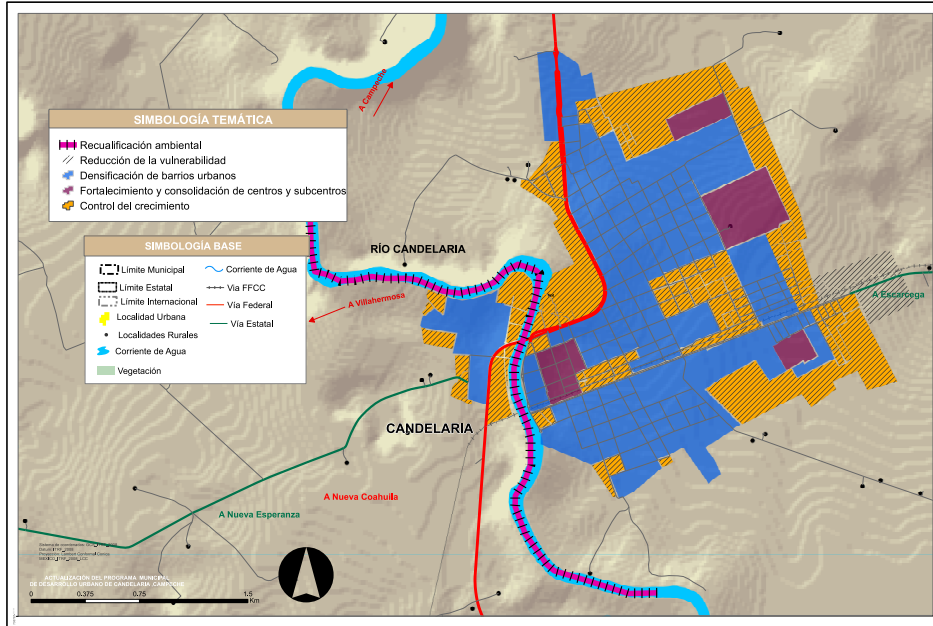 A Campeche
SIMBOLOGÍA TEMÁTICA
Recualificación ambiental
Reducción de la vulnerabilidad
Densificación de barrios urbanos
Fortalecimiento y consolidación de centros y subcentros
Control del crecimiento
SIMBOLOGÍA BASE
Límite Municipal
Límite Estatal
Límite Internacional
Localidad Urbana
Localidades Rurales
Corriente de Agua
Vegetación
Corriente de Agua
Via FFCC
Vía Federal
Vía Estatal
RÍO CANDELARIA
A Villahermosa
A Escarcega
CANDELARIA
A Nueva Coahuila
A Nueva Esperanza
ACTUALIZACIÓN DEL PROGRAMA MUNICIPAL
DE DESARROLLO URBANO DE CANDELARIA, CAMPECHE
0 0.375 0.75 1.5
Km